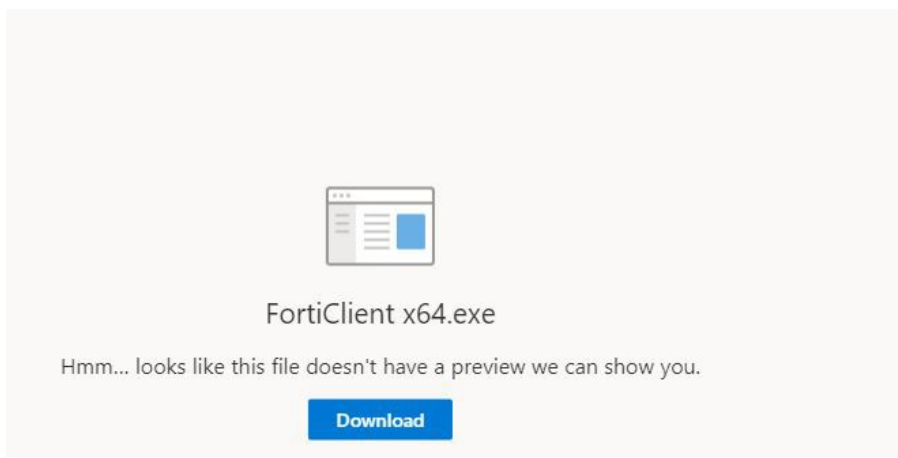 FortiClient x64.exe
Hmm... looks like this file doesn't have a preview we can show you.
Download